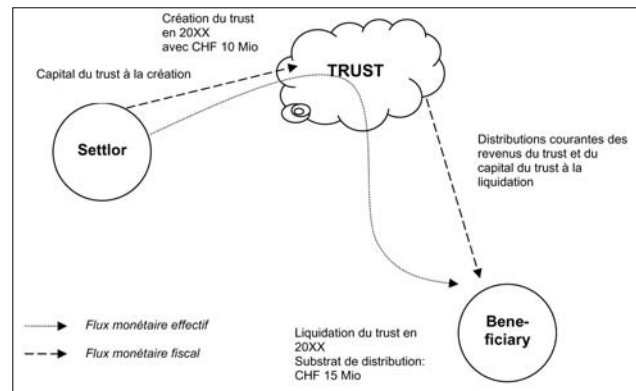 Création du trust
en 20XX
avec CHF 10 Mio
Capital du trust à la création
TRUST
Settlor
Distributions courantes des
revenus du trust et du
capital du trust à la
liquidation
Bene-
ficiary
Liquidation du trust en
20XX
Substrat de distribution:
CHF 15 Mio
Flux monétaire effectif
Flux monétaire fiscal